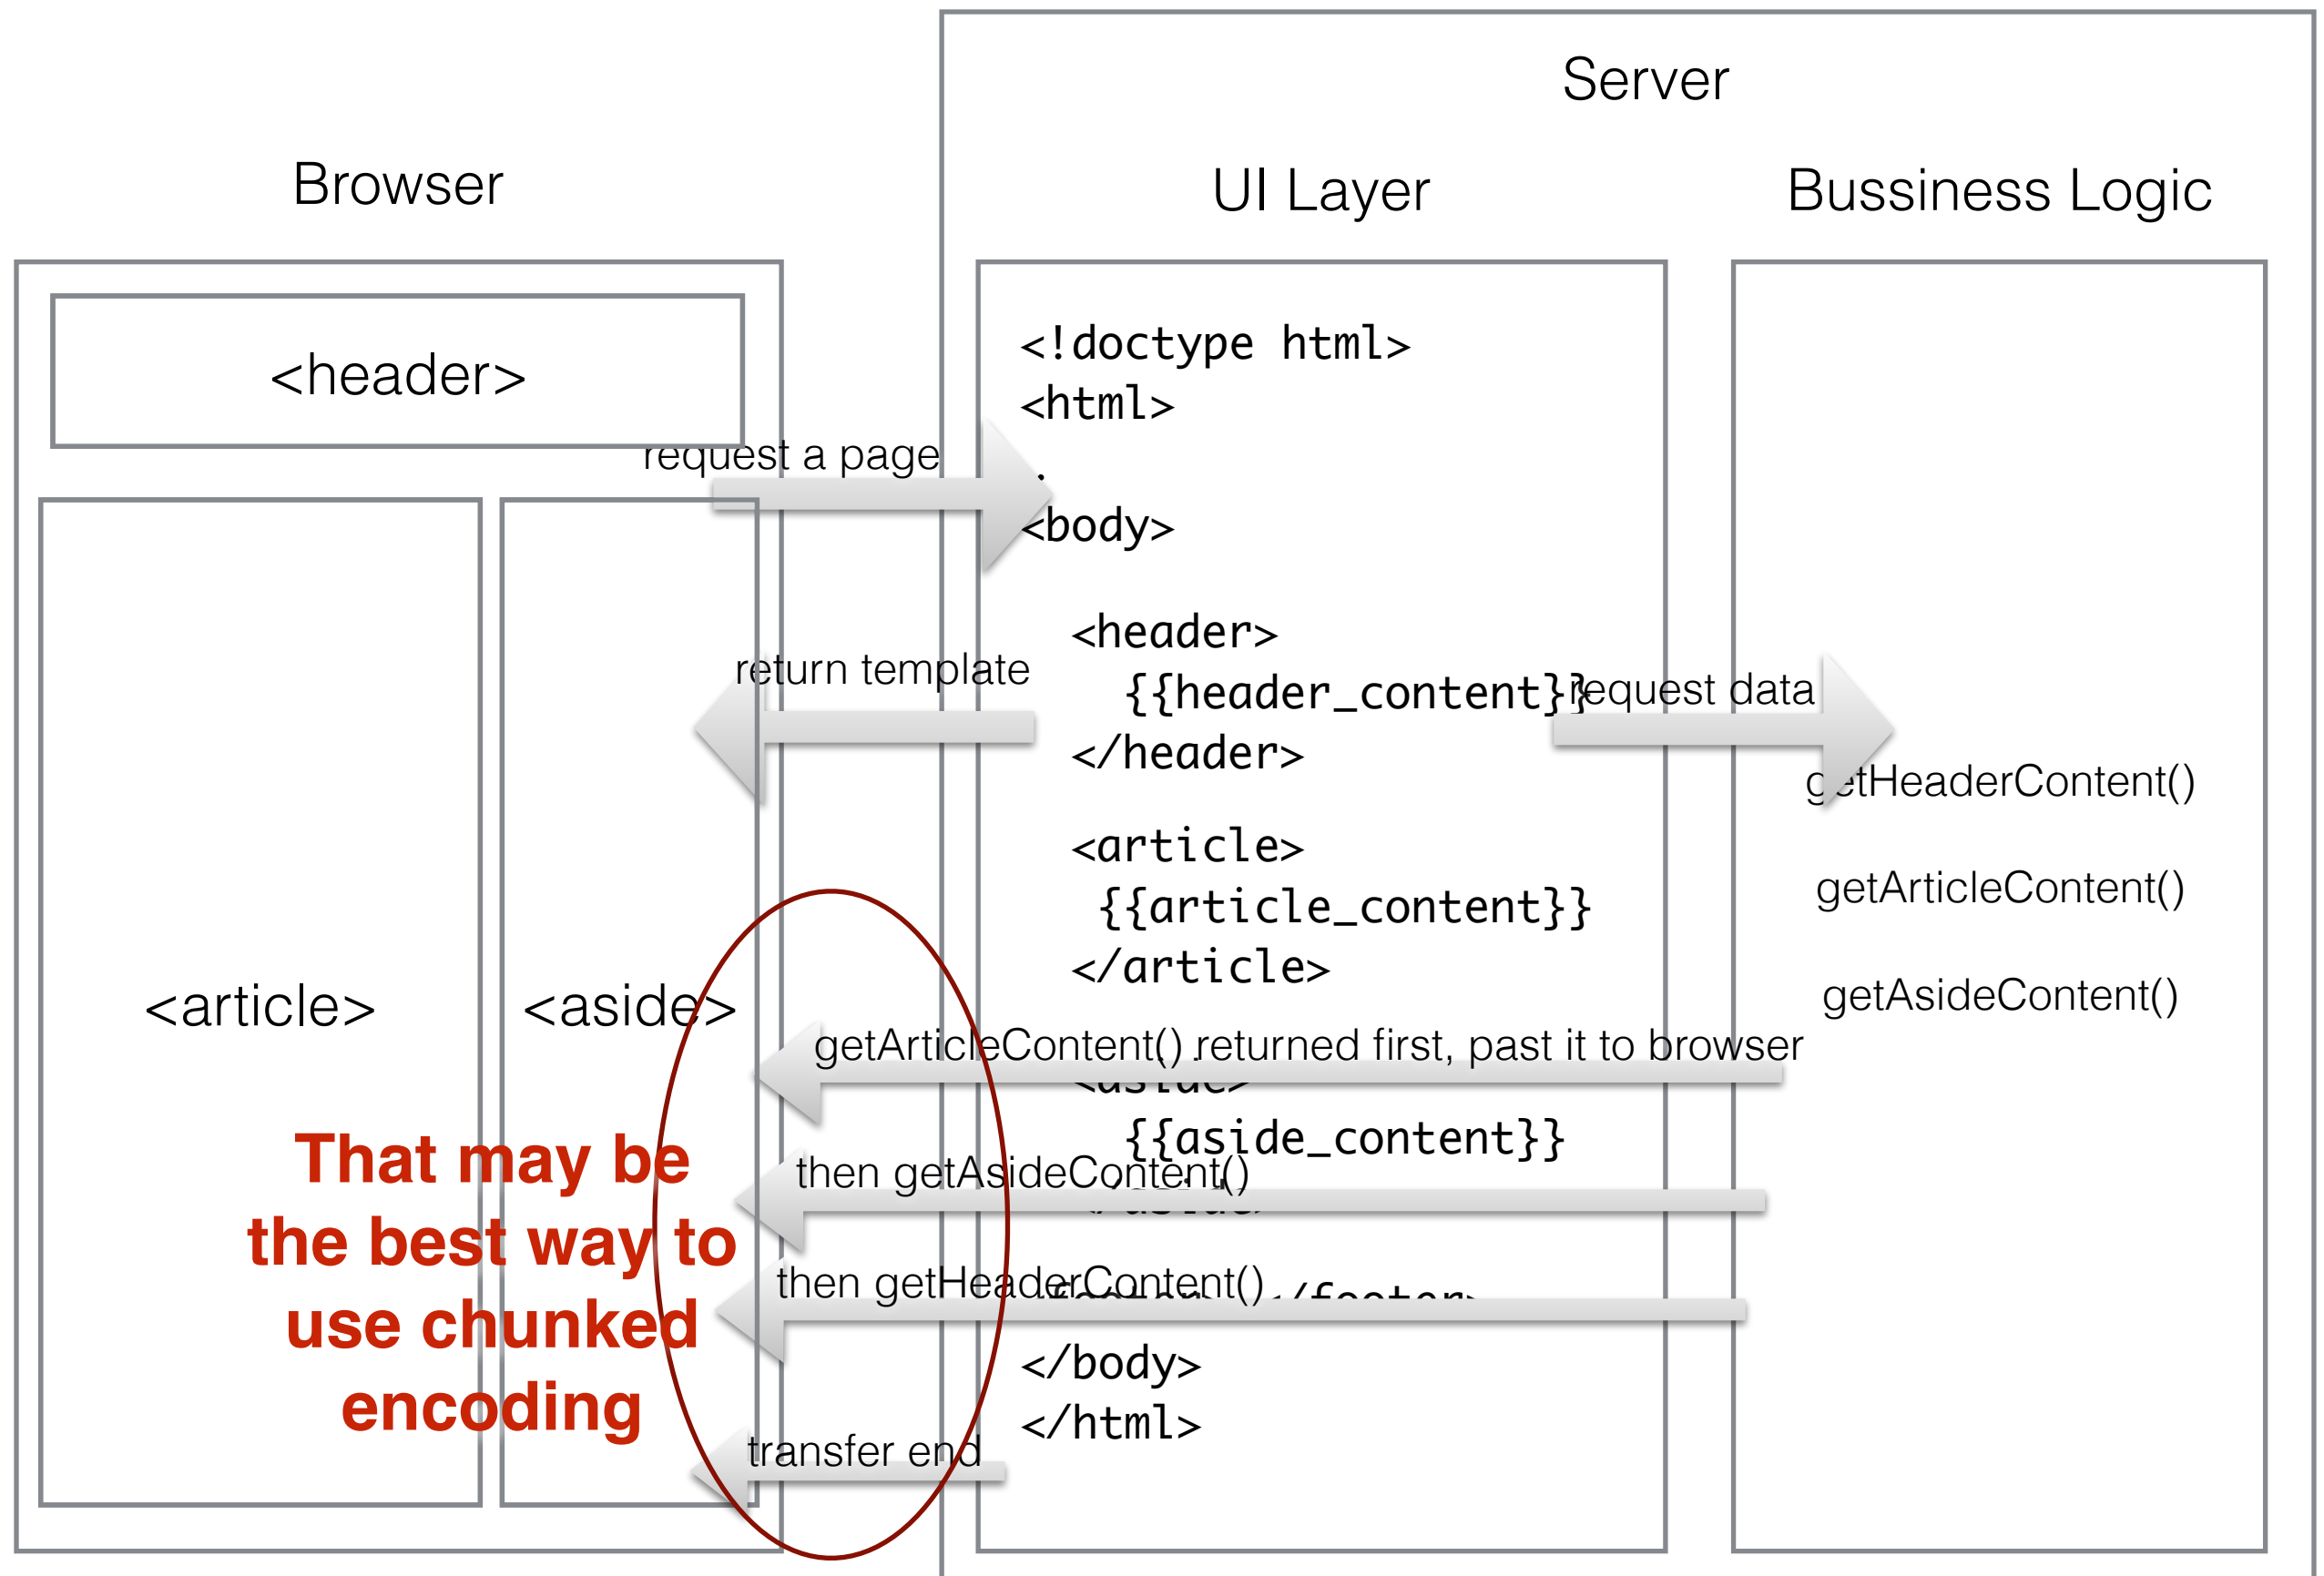 Server
Browser
UI Layer
Bussiness Logic
<header>
request a page
<article>
<aside>
<!doctype html>
<html>
<body>
<header>
{{header_content}}
</header>
<article>
{{article_content}}
</article>
{{aside_content}}
</body>
</html>
return template
request data
getHeaderContent()
getArticleContent()
getAsideContent()
getArticleContent() returned first, past it to browser
then getAsideContent()
then getHeaderContent()
transfer end
That may be
the best way to
use chunked
encoding